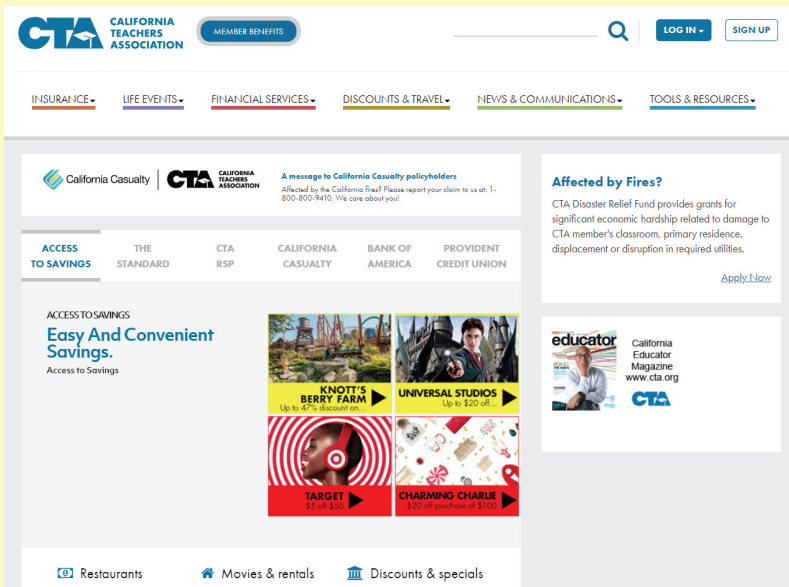 CTA CALIFORNIA
TEACHERS
ASSOCIATION
MEMBER BENEFITS
LOG IN
SIGN UP
INSURANCE
LIFE EVENTS
FINANCIAL SERVICES
DISCOUNTS & TRAVEL
NEWS & COMMUNICATIONS
TOOLS & RESOURCES
California Casualty
CTA CALIFORNIA
TEACHERS
ASSOCIATION
A message to California Casualty policyholders
Affected by the California fires? Please report your claim to us at: 1-
800-800-9410. We care about you!
Affected by Fires?
CTA Disaster Relief Fund provides grants for
significant economic hardship related to damage to
CTA member's classroom, primary residence,
displacement or disruption in required utilities.
Apply Now
ACCESS
TO SAVINGS
THE
STANDARD
CTA
RSP
CALIFORNIA
CASUALTY
BANK OF
AMERICA
PROVIDENT
CREDIT UNION
ACCESS TO SAVINGS
Easy And Convenient
Savings.
Access to Savings
KNOTT'S
BERRY FARM
Up to 47% discount on...
UNIVERSAL STUDIOS
Up to $20 off...
TARGET
$5 off $50
CHARMING CHARLIE
$20 off purchase of $100
educator
California
Educator
Magazine
www.cta.org
CTA
Restaurants
Movies & rentals
Discounts & specials